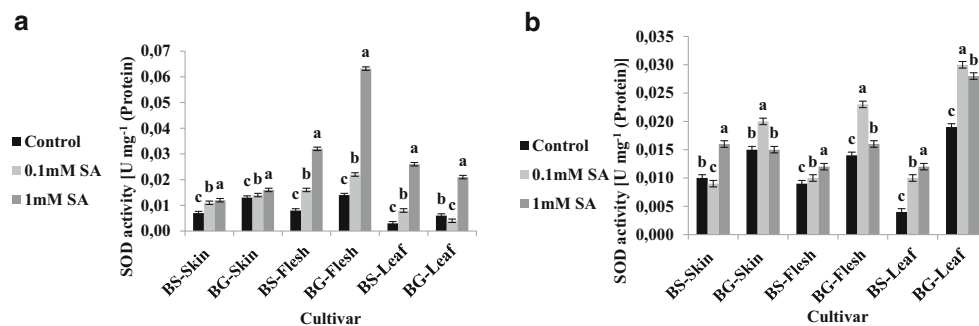 a
SOD activity [U mg-1 (Protein)
0,07
0,06
0,05
0,04
0,03
0,02
0,01
0,00
Control
0.1mM SA
1mM SA
c b a
c b a
c b a
c b a
c b a
b c a
BS-Skin
BG-Skin
BS-Flesh
BG-Flesh
BS-Leaf
BG-Leaf
Cultivar
b
SOD activity [U mg-1 (Protein)]
0,035
0,030
0,025
0,020
0,015
0,010
0,005
0,000
Control
0.1mM SA
1mM SA
b c a
b a b
c b a
c a b
c b a
c a b
BS-Skin
BG-Skin
BS-Flesh
BG-Flesh
BS-Leaf
BG-Leaf
Cultivar